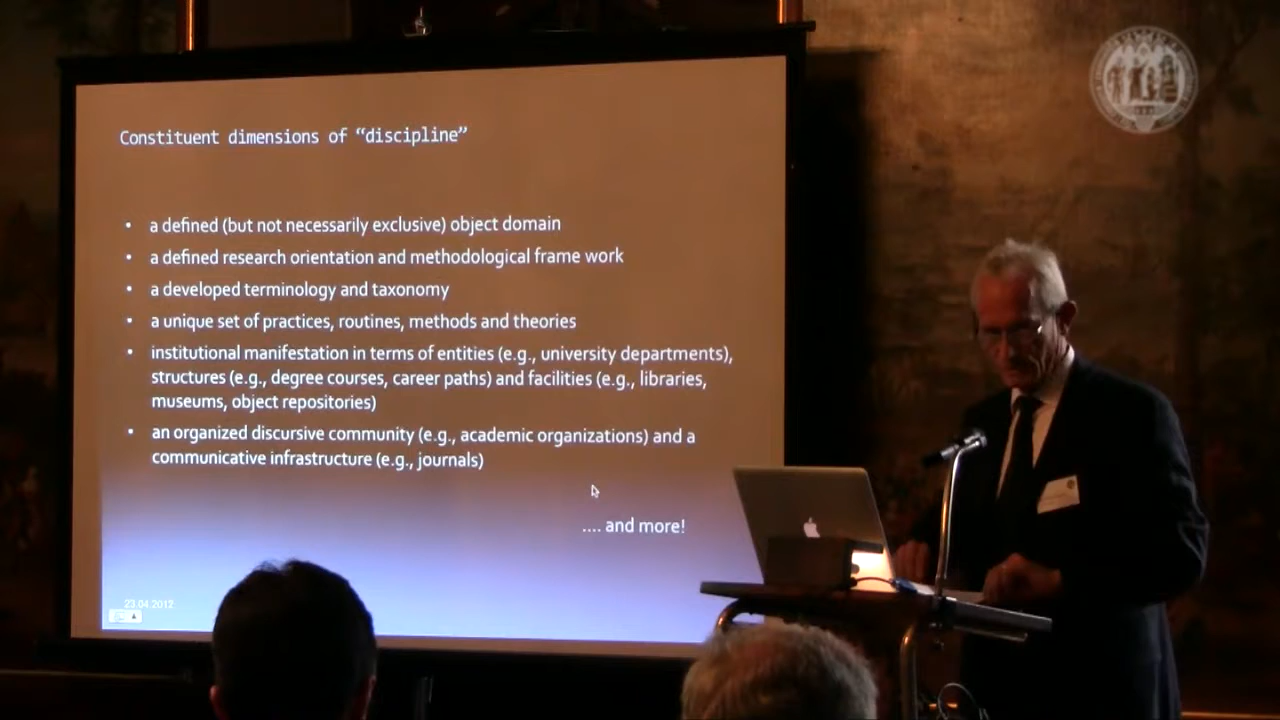 Constituent dimensions of “discipline”
• a defined (but not necessarily exclusive) object domain
• a defined research orientation and methodological frame work
• a developed terminology and taxonomy
• a unique set of practices, routines, methods and theories
• institutional manifestation in terms of entities (e.g., university departments),
structures (e.g., degree courses, career paths) and facilities (e.g., libraries,
museums, object repositories)
• an organized discursive community (e.g., academic organizations) and a
communicative infrastructure (e.g., journals)
.... and more!
23.04.2012